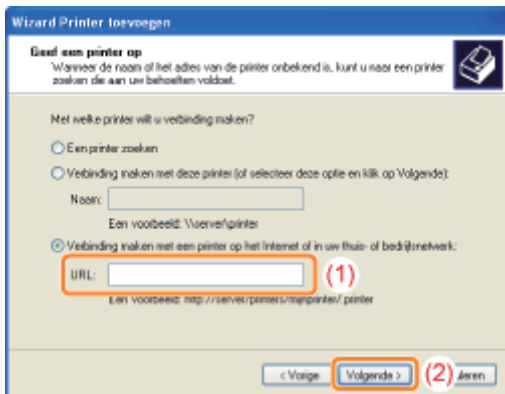 Wizard Printer toevoegen
Geef een printer op
Wanneer de naam of het adres van de printer onbekend is, kunt u naar een printer
zoeken die aan uw behoeften voldoet.
Met welke printer wilt u verbinding maken?
Een printer zoeken
Verbinding maken met deze printer (of selecteer deze optie en klik op Volgende):
Naam:
Een voorbeeld: \\server\printer
Verbinding maken met een printer op het Internet of in uw thuis- of bedrijfsnetwerk:
URL: (1)
Een voorbeeld: http://server/printers/mijnprinter/.printer
< Vorige Volgende > (2) uleren